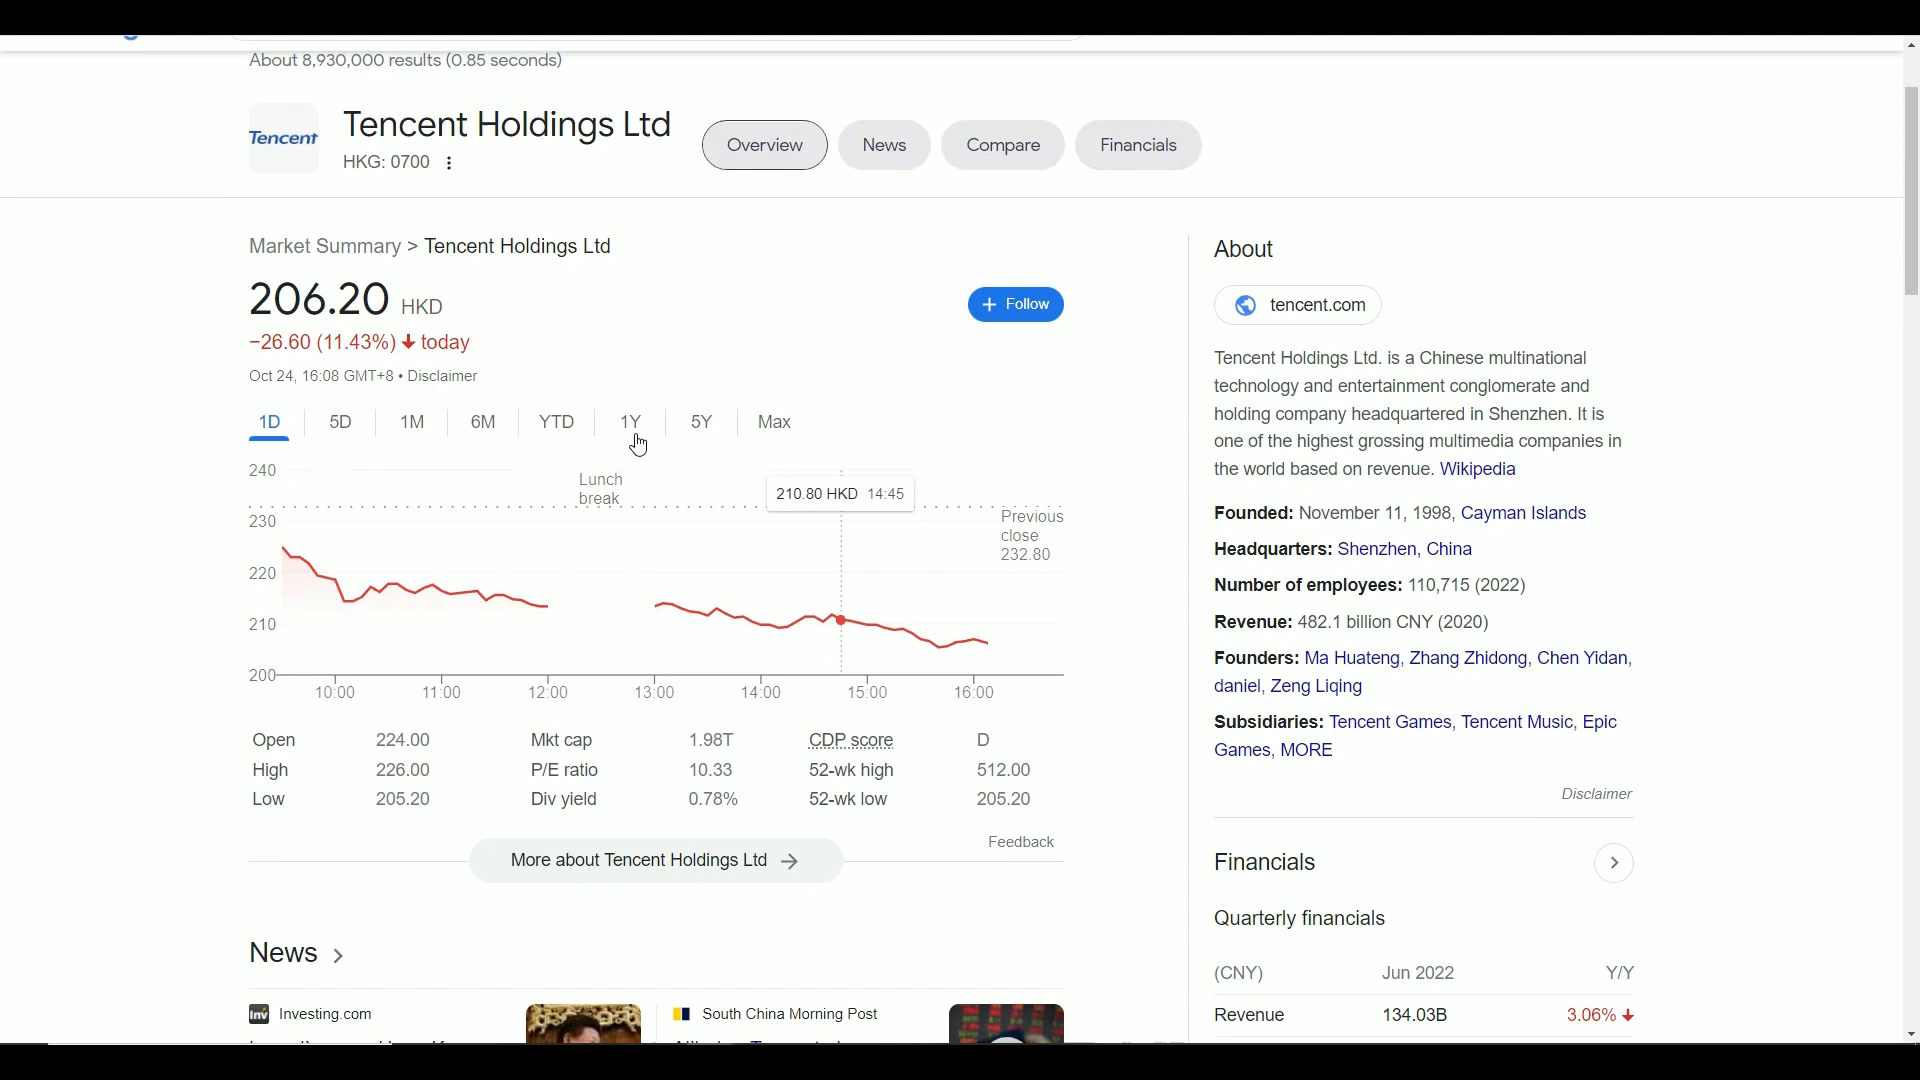 About 8,930,000 results (0.85 seconds)
Tencent
Tencent Holdings Ltd
HKG: 0700
Overview
News
Compare
Financials
Market Summary > Tencent Holdings Ltd
206.20 HKD
−26.60 (11.43%) ↓ today
Oct 24, 16:08 GMT+8 • Disclaimer
+ Follow
1D
5D
1M
6M
YTD
1Y
5Y
Max
240
230
220
210
200
Lunch
break
210.80 HKD 14:45
Previous
close
232.80
10:00
11:00
12:00
13:00
14:00
15:00
16:00
Open 224.00
High 226.00
Low 205.20
Mkt cap 1.98T
P/E ratio 10.33
Div yield 0.78%
CDP score D
52-wk high 512.00
52-wk low 205.20
Feedback
More about Tencent Holdings Ltd →
News >
Inv Investing.com
South China Morning Post
About
tencent.com
Tencent Holdings Ltd. is a Chinese multinational
technology and entertainment conglomerate and
holding company headquartered in Shenzhen. It is
one of the highest grossing multimedia companies in
the world based on revenue. Wikipedia
Founded: November 11, 1998, Cayman Islands
Headquarters: Shenzhen, China
Number of employees: 110,715 (2022)
Revenue: 482.1 billion CNY (2020)
Founders: Ma Huateng, Zhang Zhidong, Chen Yidan,
daniel, Zeng Liqing
Subsidiaries: Tencent Games, Tencent Music, Epic
Games, MORE
Disclaimer
Financials
Quarterly financials
(CNY) Jun 2022 Y/Y
Revenue 134.03B 3.06% ↓